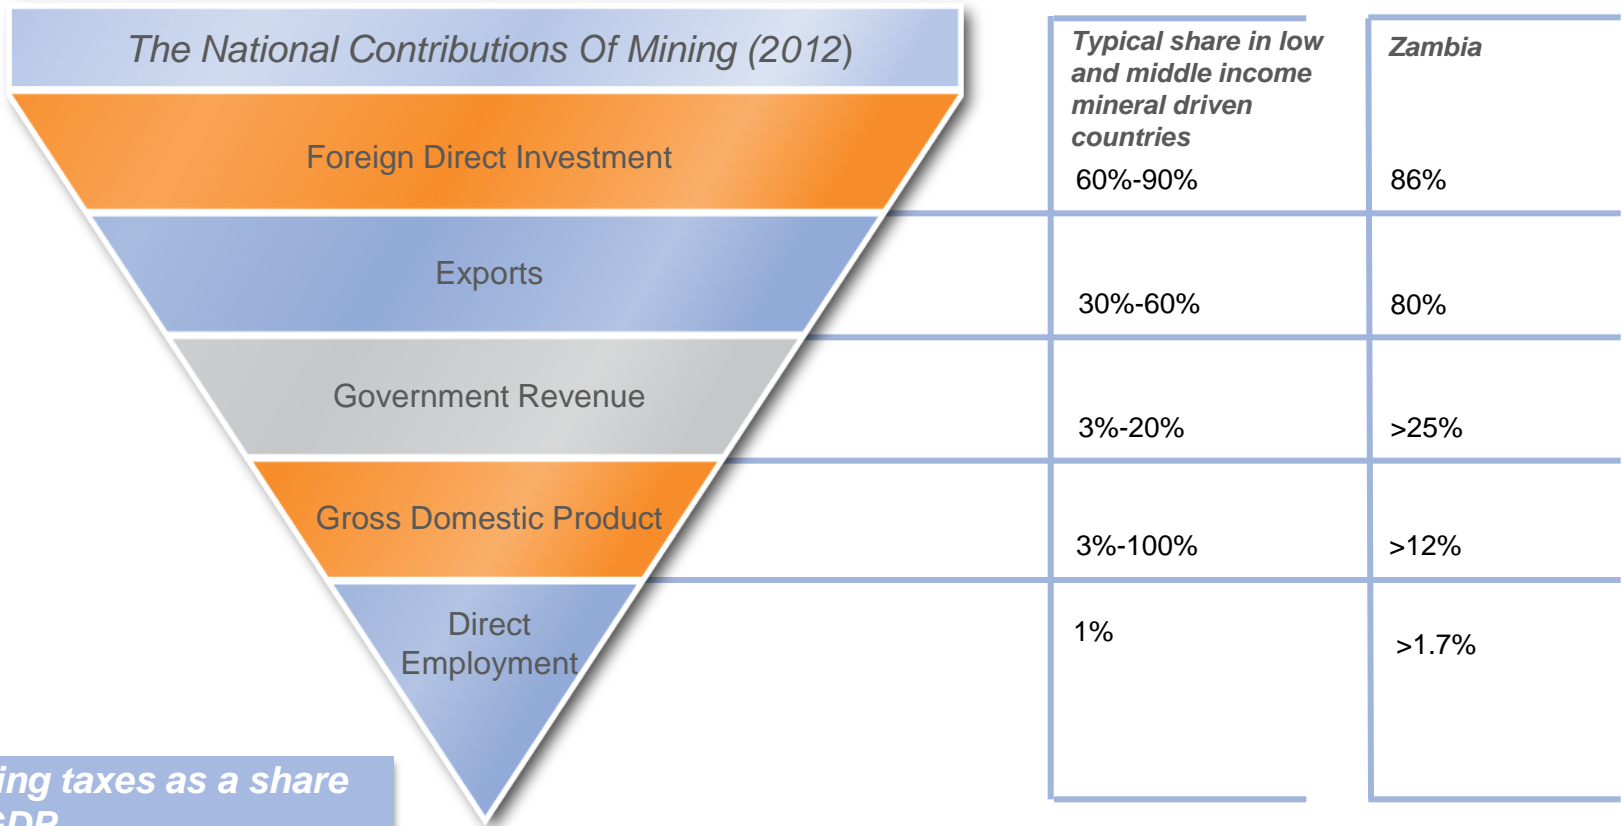 The National Contributions Of Mining (2012)
Typical share in low
and middle income
mineral driven
countries
Zambia
Foreign Direct Investment
60%-90%
86%
Exports
30%-60%
80%
Government Revenue
3%-20%
>25%
Gross Domestic Product
3%-100%
>12%
Direct
Employment
1%
>1.7%
taxes as a share